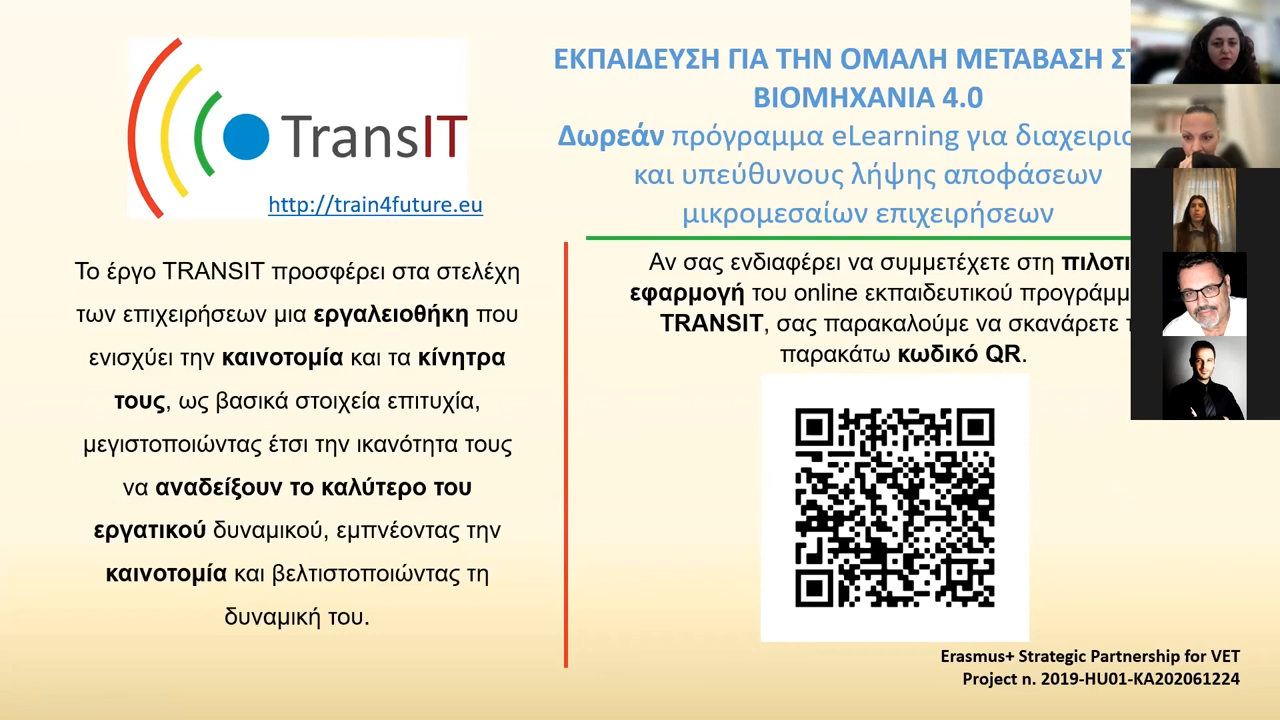 TransIT
http://train4future.eu
Το έργο TRANSIT προσφέρει στα στελέχη
των επιχειρήσεων μια εργαλειοθήκη που
ενισχύει την καινοτομία και τα κίνητρα
τους, ως βασικά στοιχεία επιτυχία,
μεγιστοποιώντας έτσι την ικανότητα τους
να αναδείξουν το καλύτερο του
εργατικού δυναμικού, εμπνέοντας την
καινοτομία και βελτιστοποιώντας τη
δυναμική του.
ΕΚΠΑΙΔΕΥΣΗ ΓΙΑ ΤΗΝ ΟΜΑΛΗ ΜΕΤΑΒΑΣΗ
ΒΙΟΜΗΧΑΝΙΑ 4.0
Δωρεάν πρόγραμμα eLearning για
και υπεύθυνους λήψης αποφάσεων
μικρομεσαίων επιχειρήσεων
Αν σας ενδιαφέρει να συμμετέχετε στη
εφαρμογή του online εκπαιδευτικού
TRANSIT, σας παρακαλούμε να σκανάρετε
παρακάτω κωδικό QR.
Erasmus+ Strategic Partnership for VET
Project n. 2019-HU01-KA202061224